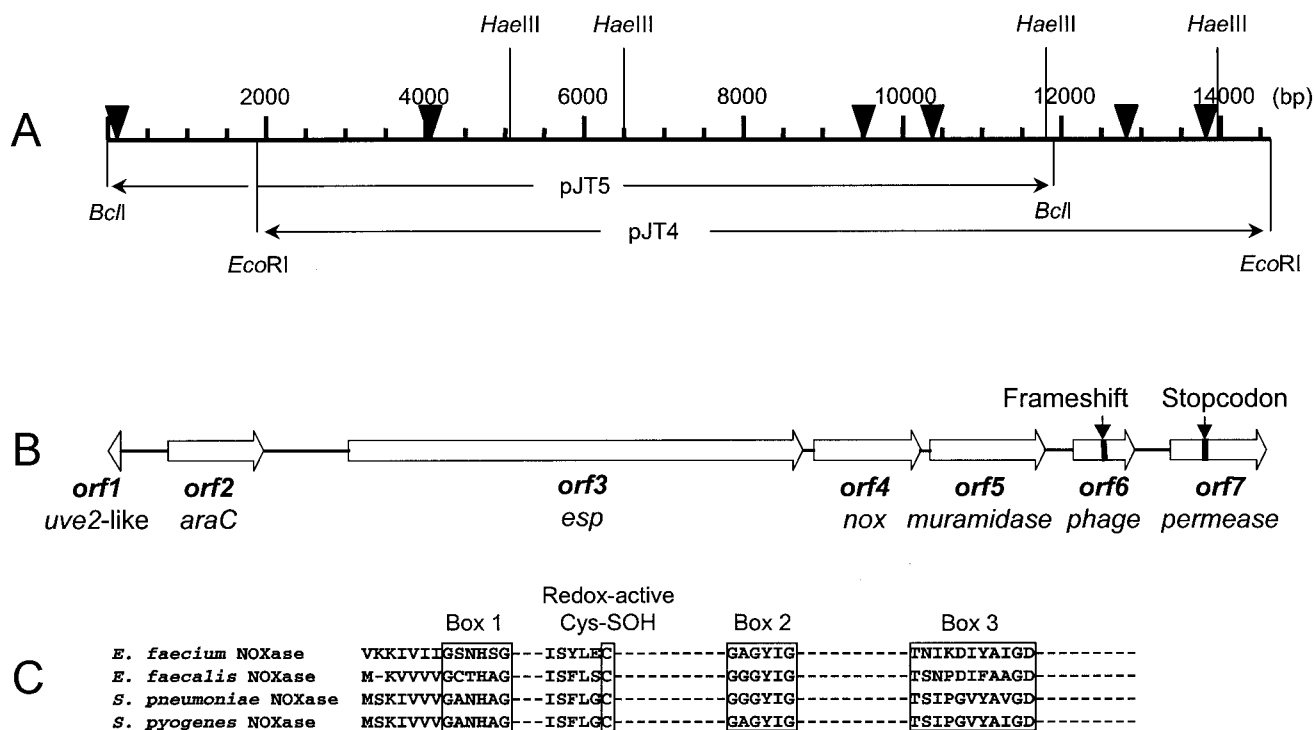 HaeIII HaeIII HaeIII HaeIII
2000 4000 6000 8000 10000 12000 14000 (bp)
A
pJT5
BclI BclI
pJT4
EcoRI EcoRI
Frameshift Stopcodon
B
orf1 orf2 orf3 orf4 orf5 orf6 orf7
uve2-like araC esp nox muramidase phage permease
Redox-active
Box 1 Cys-SOH Box 2 Box 3
C
E. faecium NOXase VKKIVIIGSNHSG---ISYLEC----------GAGYIG----------TNIKDIYAIGD---------
E. faecalis NOXase M-KVVVVGCTHAG---ISFLSC----------GGGYIG----------TSNPDIFAAGD---------
S. pneumoniae NOXase MSKIVVVGANHAG---ISFLGC----------GGGYIG----------TSIPGVYAVGD---------
S. pyogenes NOXase MSKIVVVGANHAG---ISFLGC----------GAGYIG----------TSIPGVYAIGD---------